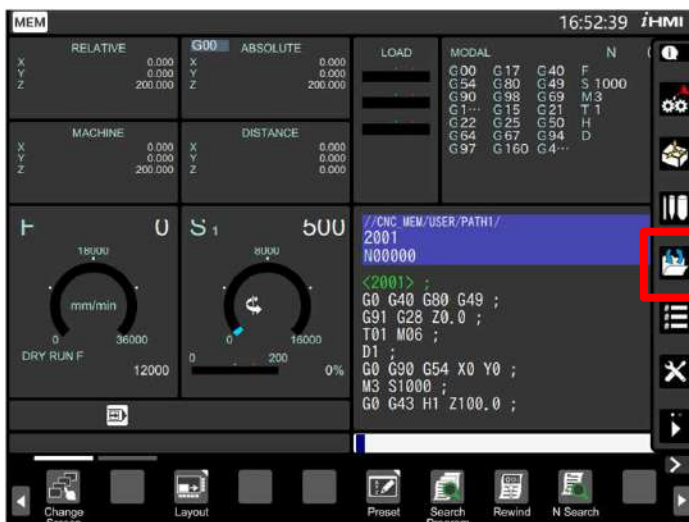 MEM
16:52:39 iHMI
RELATIVE
X 0.000
Y 0.000
Z 200.000
G00 ABSOLUTE
X 0.000
Y 0.000
Z 200.000
MACHINE
X 0.000
Y 0.000
Z 200.000
DISTANCE
X 0.000
Y 0.000
Z 0.000
LOAD
MODAL N
G00 G17 G40 F
G54 G80 G49 S 1000
G90 G98 G69 M3
G1··· G15 G21 T 1
G22 G25 G50 H
G64 G67 G94 D
G97 G160 G4···
F 0
18000
mm/min
0 36000
DRY RUN F
12000
S1 500
8000
0 16000
0 200
0%
//CNC_MEM/USER/PATH1/
2001
N00000
<2001> ;
G0 G40 G80 G49 ;
G91 G28 Z0.0 ;
T01 M06 ;
D1 ;
G0 G90 G54 X0 Y0 ;
M3 S1000 ;
G0 G43 H1 Z100.0 ;
Change
Screen
Layout
Preset
Search
Program
Rewind
N Search